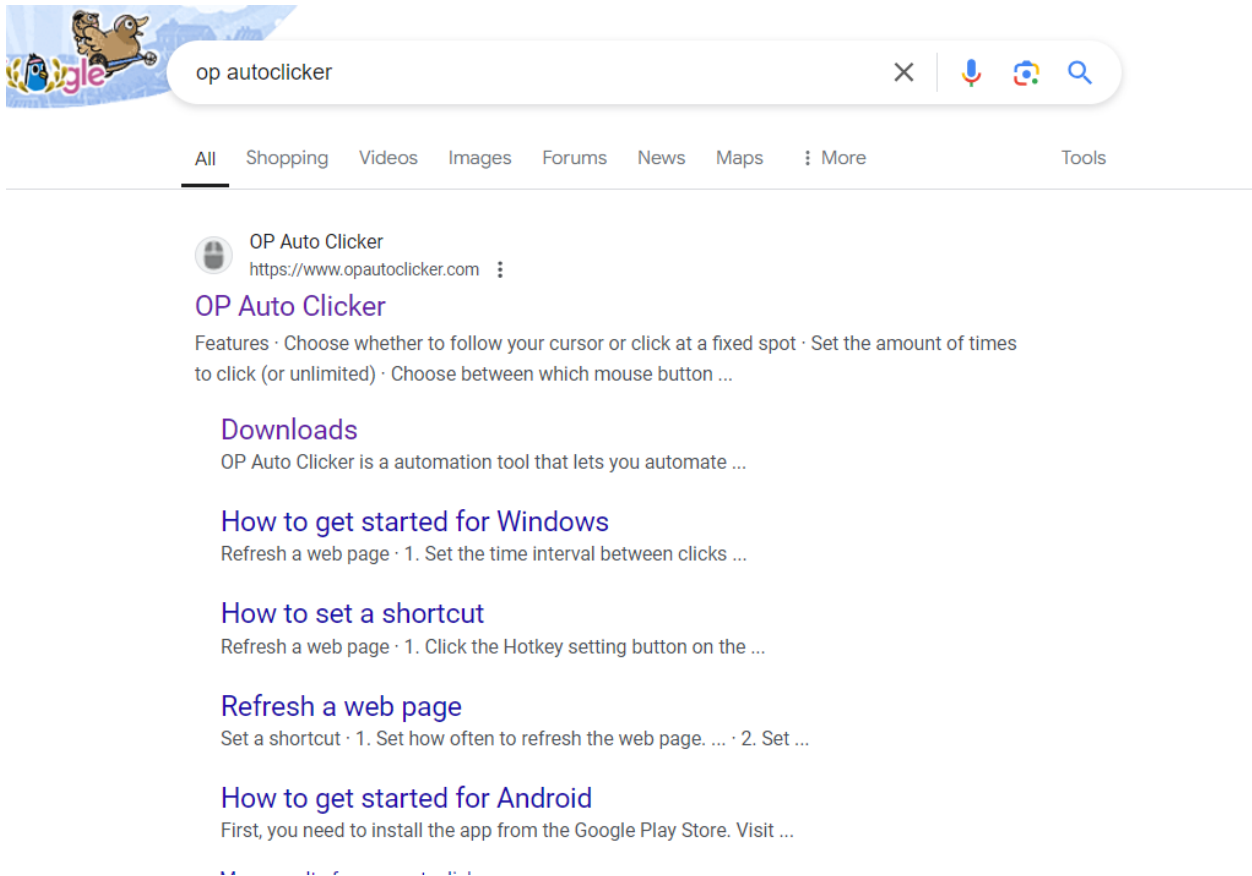 gle
op autoclicker
All Shopping Videos Images Forums News Maps More Tools
OP Auto Clicker
https://www.opautoclicker.com
OP Auto Clicker
Features · Choose whether to follow your cursor or click at a fixed spot · Set the amount of times
to click (or unlimited) · Choose between which mouse button ...
Downloads
OP Auto Clicker is a automation tool that lets you automate ...
How to get started for Windows
Refresh a web page · 1. Set the time interval between clicks ...
How to set a shortcut
Refresh a web page · 1. Click the Hotkey setting button on the ...
Refresh a web page
Set a shortcut · 1. Set how often to refresh the web page. ... · 2. Set ...
How to get started for Android
First, you need to install the app from the Google Play Store. Visit ...